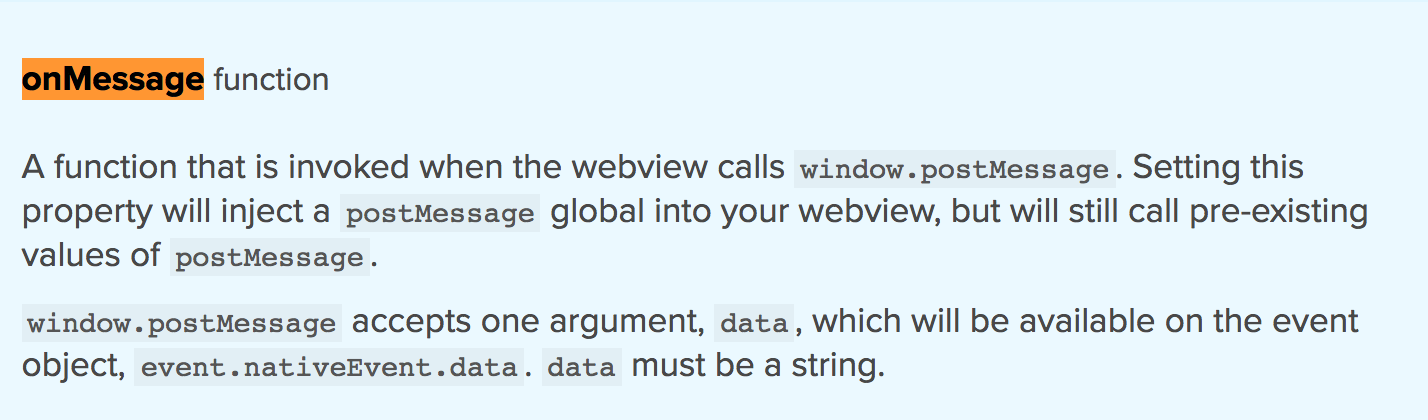 onMessage function
A function that is invoked when the webview calls window.postMessage. Setting this
property will inject a postMessage global into your webview, but will still call pre-existing
values of postMessage.
window.postMessage accepts one argument, data, which will be available on the event
object, event.nativeEvent.data. data must be a string.